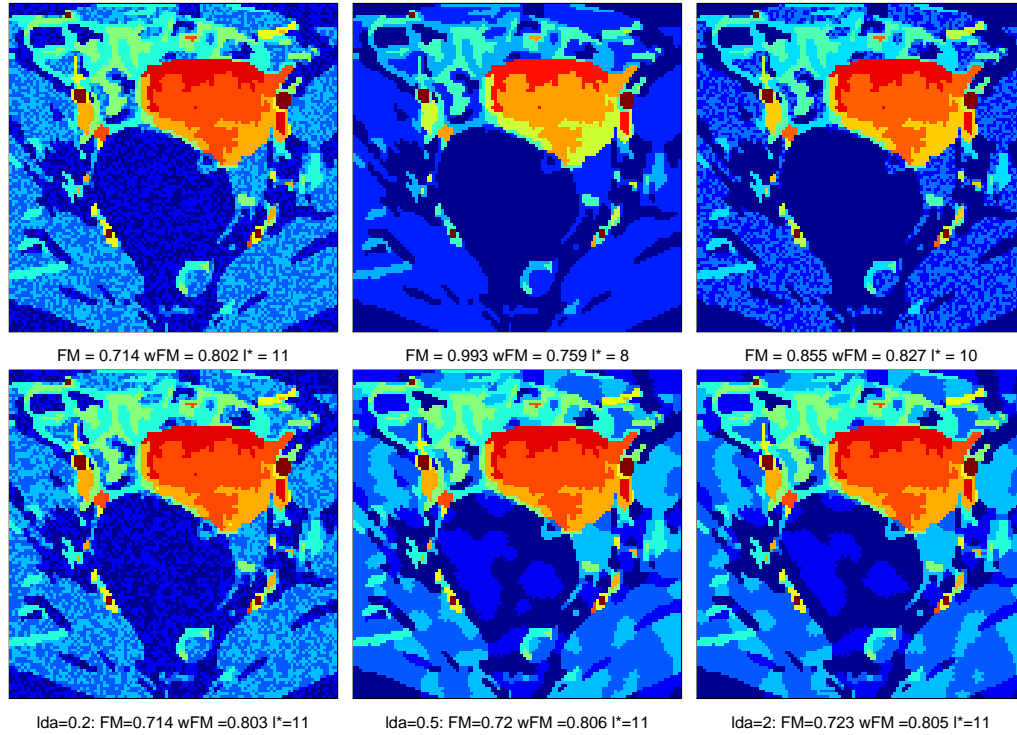 FM = 0.714 wFM = 0.802 l* = 11
FM = 0.993 wFM = 0.759 l* = 8
FM = 0.855 wFM = 0.827 l* = 10
lda=0.2: FM=0.714 wFM =0.803 l*=11
lda=0.5: FM=0.72 wFM =0.806 l*=11
lda=2: FM=0.723 wFM =0.805 l*=11